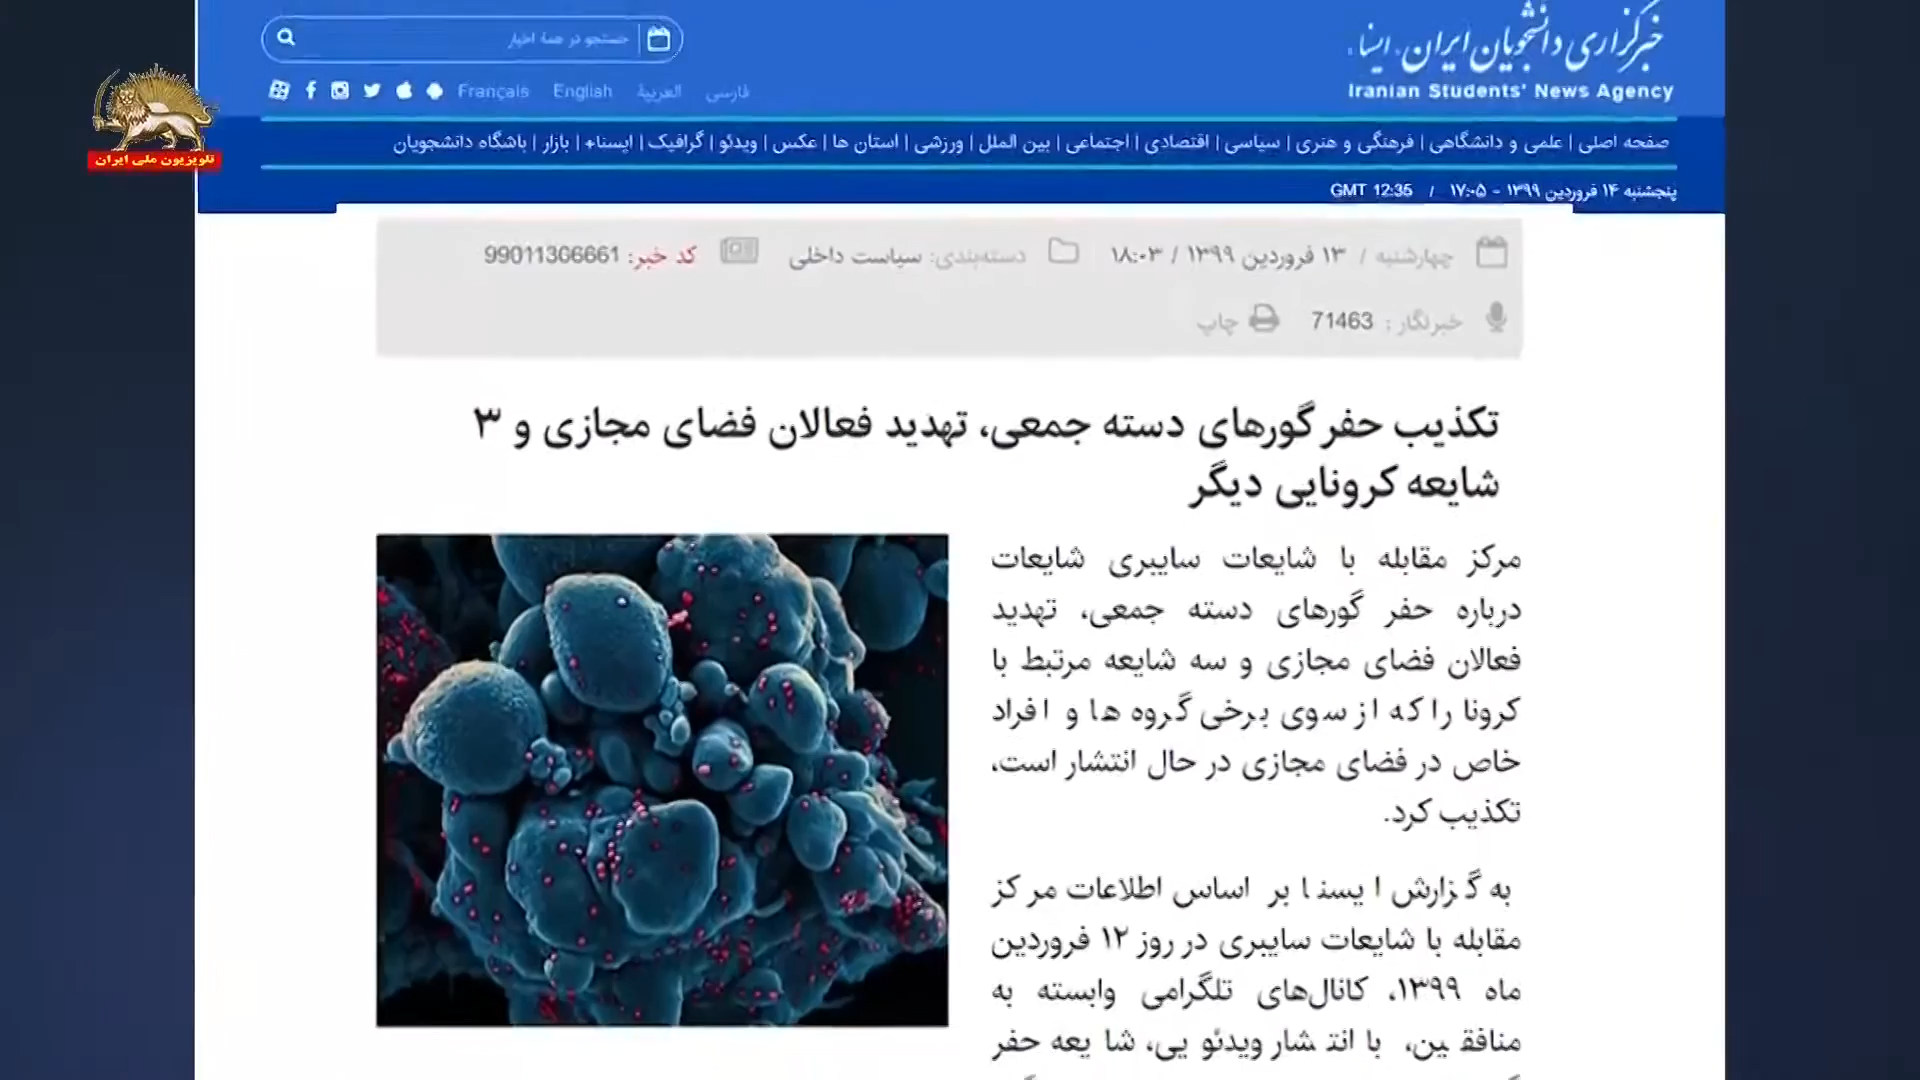 خبرگزاری دانشجویان ایران . ایسنا .
Iranian Students' News Agency
جستجو در همهٔ اخبار
فارسی العربیة English Français
صفحه اصلی | علمی و دانشگاهی | فرهنگی و هنری | سیاسی | اقتصادی | اجتماعی | بین الملل | ورزشی | استان ها | عکس | ویدئو | گرافیک | ایسنا+ | بازار | باشگاه دانشجویان
پنجشنبه ۱۴ فروردین ۱۳۹۹ - ۱۷:۰۵ / GMT 12:35
تلویزیون ملی ایران
چهارشنبه / ۱۳ فروردین ۱۳۹۹ / ۱۸:۰۳ دسته‌بندی: سیاست داخلی کد خبر: 99011306661
خبرنگار : 71463 چاپ
تکذیب حفر گورهای دسته جمعی، تهدید فعالان فضای مجازی و ۳
شایعه کرونایی دیگر
مرکز مقابله با شایعات سایبری شایعات
درباره حفر گورهای دسته جمعی، تهدید
فعالان فضای مجازی و سه شایعه مرتبط با
کرونا را که از سوی برخی گروه ها و افراد
خاص در فضای مجازی در حال انتشار است،
تکذیب کرد.
به گزارش ایسنا بر اساس اطلاعات مرکز
مقابله با شایعات سایبری در روز ۱۲ فروردین
ماه ۱۳۹۹، کانال‌های تلگرامی وابسته به
منافقین، با انتشار ویدئویی، شایعه حفر